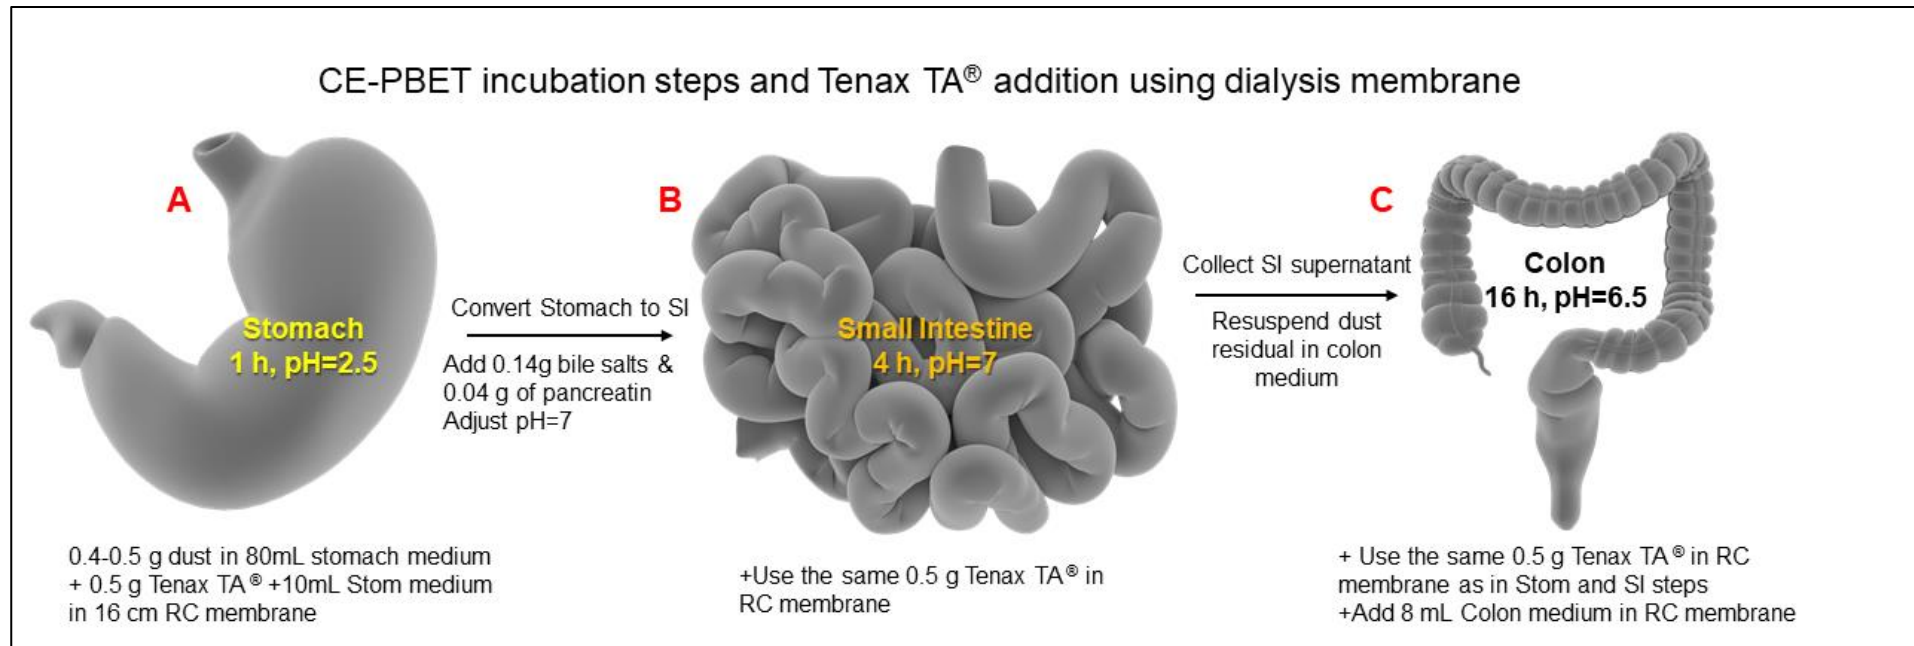 CE-PBET incubation steps and Tenax TA® addition using dialysis membrane
A
Stomach
1 h, pH=2.5
0.4-0.5 g dust in 80mL stomach medium
+ 0.5 g Tenax TA® +10mL Stom medium
in 16 cm RC membrane
Convert Stomach to SI
Add 0.14g bile salts &
0.04 g of pancreatin
Adjust pH=7
B
Small Intestine
4 h, pH=7
+Use the same 0.5 g Tenax TA® in
RC membrane
Collect SI supernatant
Resuspend dust
residual in colon
medium
C
Colon
16 h, pH=6.5
+ Use the same 0.5 g Tenax TA® in RC
membrane as in Stom and SI steps
+Add 8 mL Colon medium in RC membrane